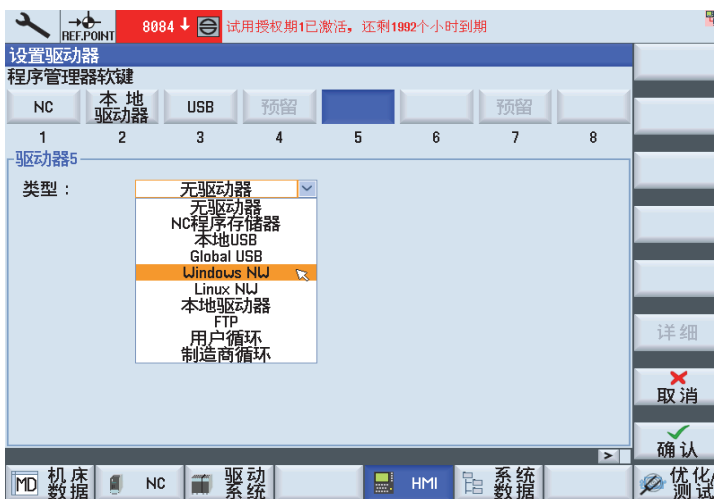 REF.POINT
8084 试用授权期1已激活，还剩1992个小时到期
设置驱动器
程序管理器软键
NC 本地驱动器 USB 预留 预留
1 2 3 4 5 6 7 8
驱动器5
类型： 无驱动器
无驱动器
NC程序存储器
本地USB
Global USB
Windows NW
Linux NW
本地驱动器
FTP
用户循环
制造商循环
详细
取消
确认
MD 机床数据 NC 驱动系统 HMI 系统数据 优化/测试